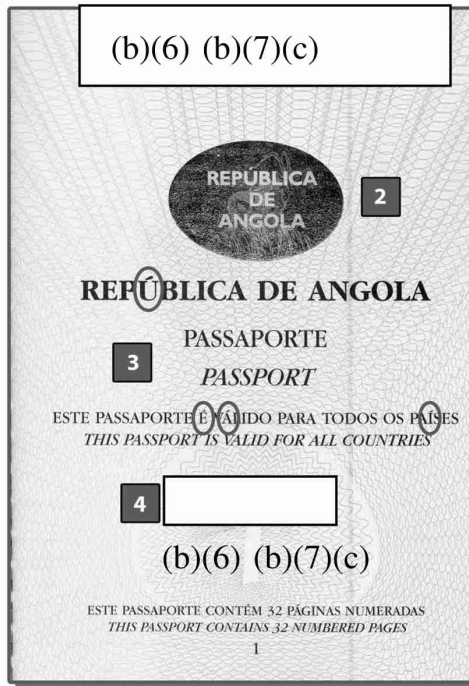 (b)(6) (b)(7)(c)
REPÚBLICA
DE
ANGOLA
2
REPÚBLICA DE ANGOLA
PASSAPORTE
3
PASSPORT
ESTE PASSAPORTE É VÁLIDO PARA TODOS OS PAÍSES
THIS PASSPORT IS VALID FOR ALL COUNTRIES
4
(b)(6) (b)(7)(c)
ESTE PASSAPORTE CONTÉM 32 PÁGINAS NUMERADAS
THIS PASSPORT CONTAINS 32 NUMBERED PAGES
1